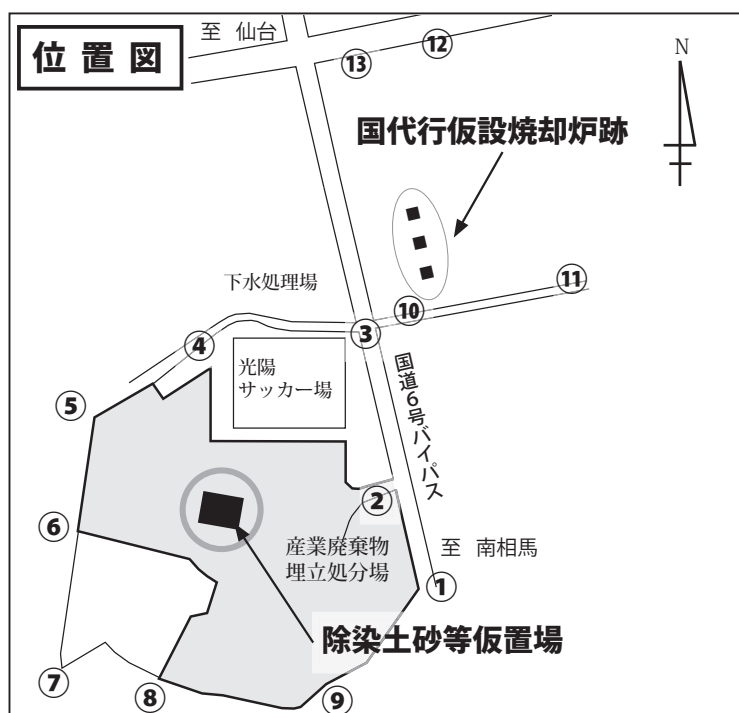 位置図
至 仙台
⑬
⑫
N
国代行仮設焼却炉跡
下水処理場
⑪
⑩
③
④
光陽
サッカー場
国道6号バイパス
⑤
②
⑥
産業廃棄物
埋立処分場
至 南相馬
①
除染土砂等仮置場
⑦
⑧
⑨